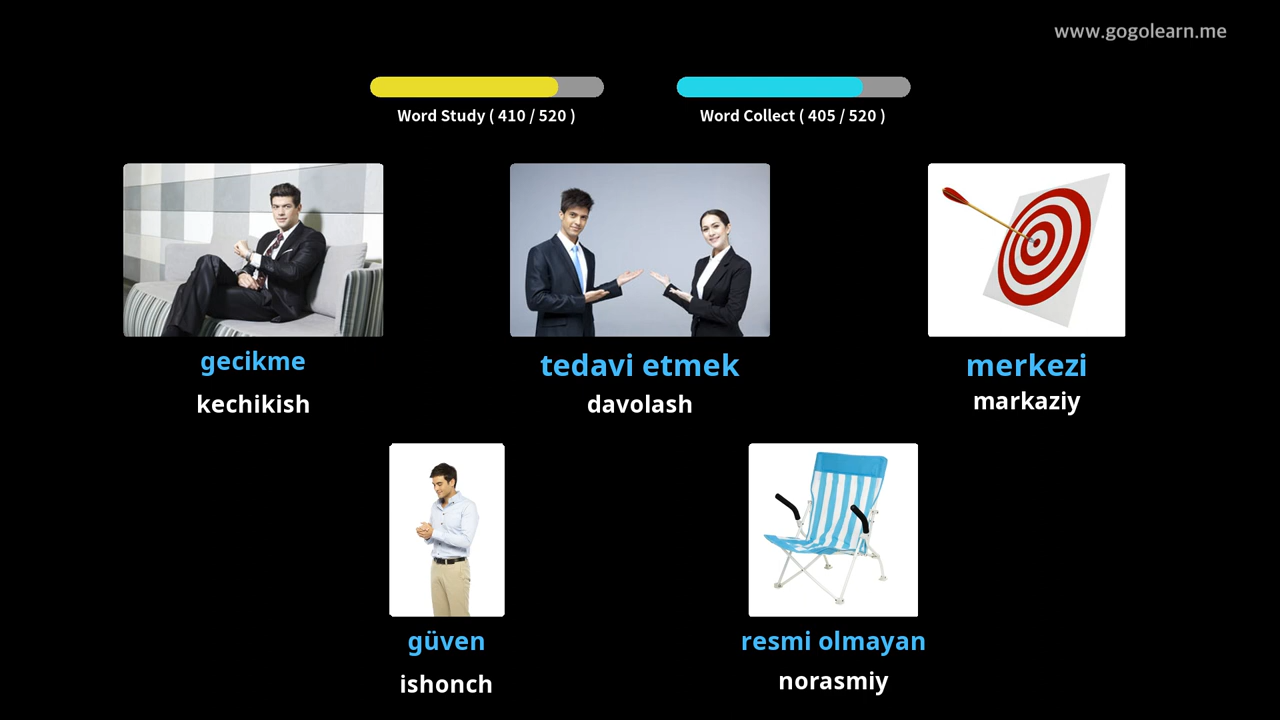 www.gogolearn.me
Word Study ( 410 / 520 )
Word Collect ( 405 / 520 )
gecikme
kechikish
tedavi etmek
davolash
merkezi
markaziy
güven
ishonch
resmi olmayan
norasmiy